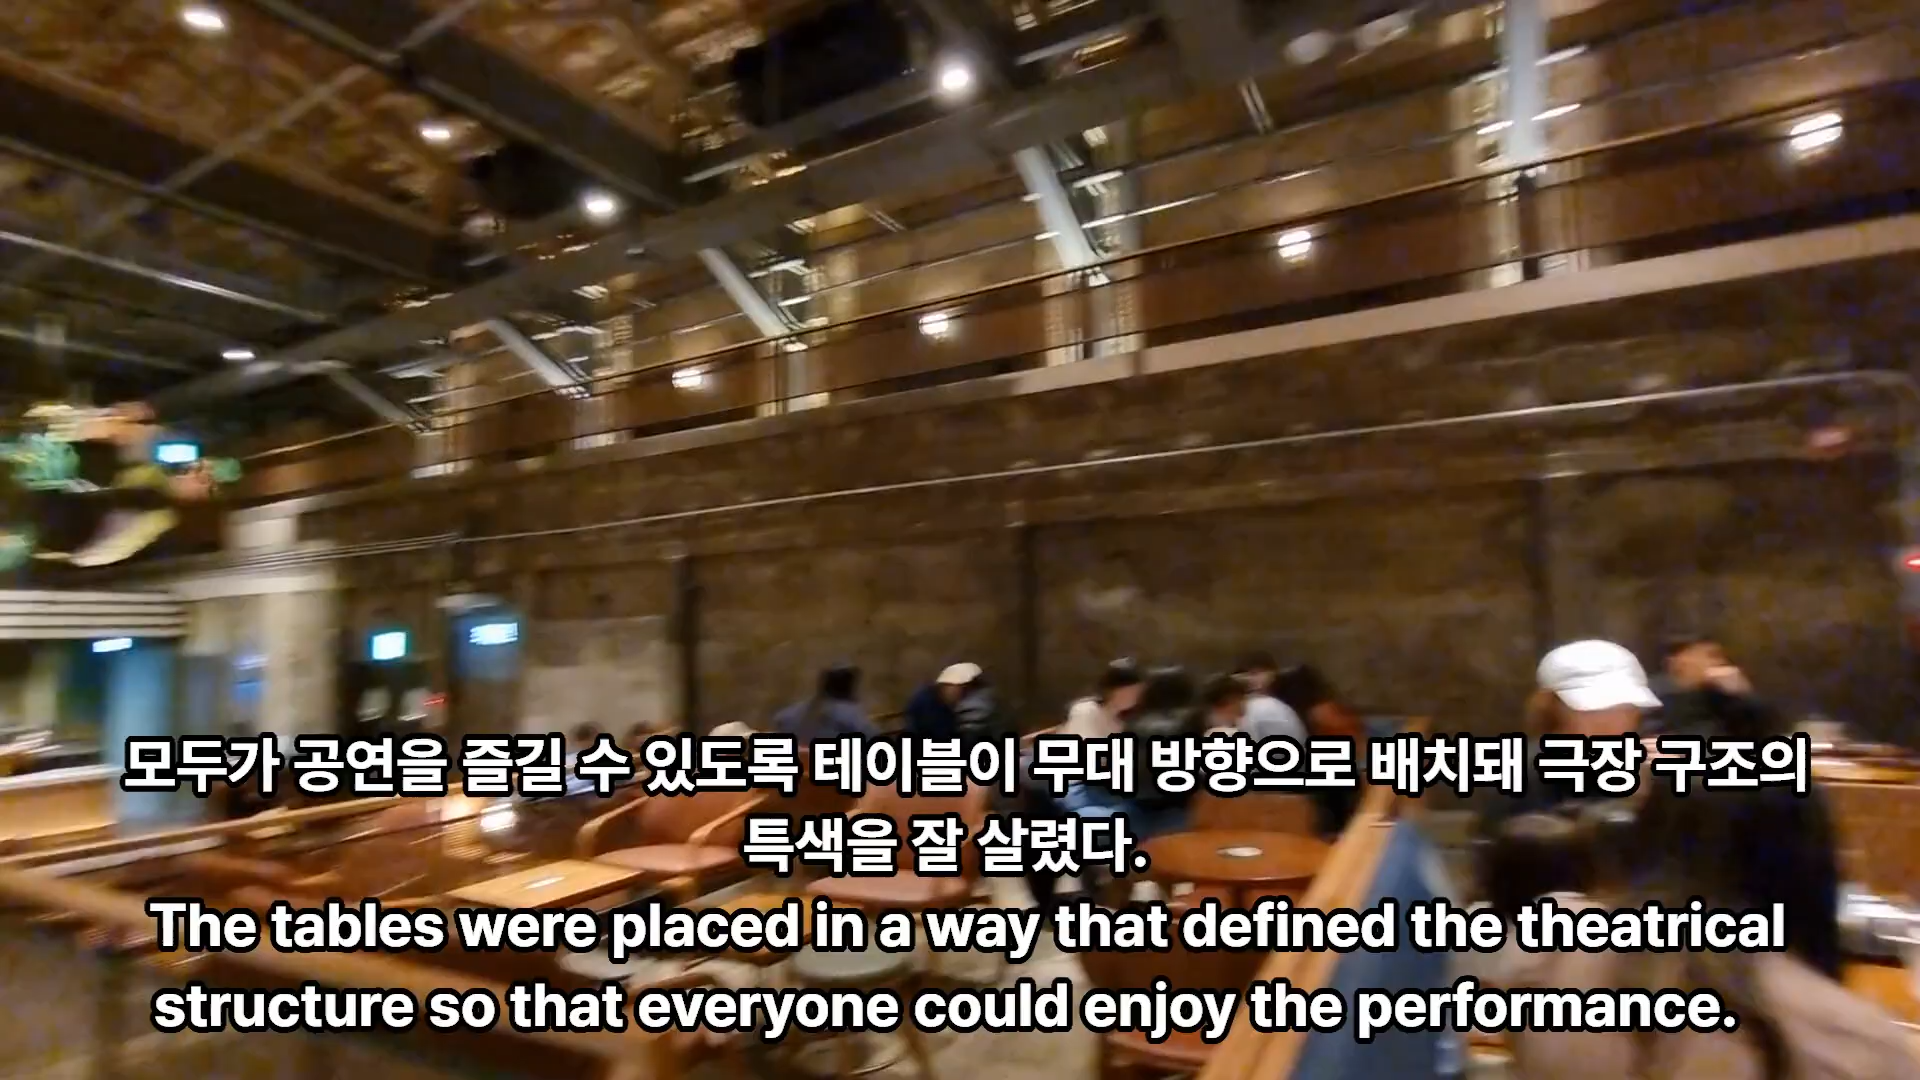 모두가 공연을 즐길 수 있도록 테이블이 무대 방향으로 배치돼 극장 구조의
특색을 잘 살렸다.
The tables were placed in a way that defined the theatrical
structure so that everyone could enjoy the performance.